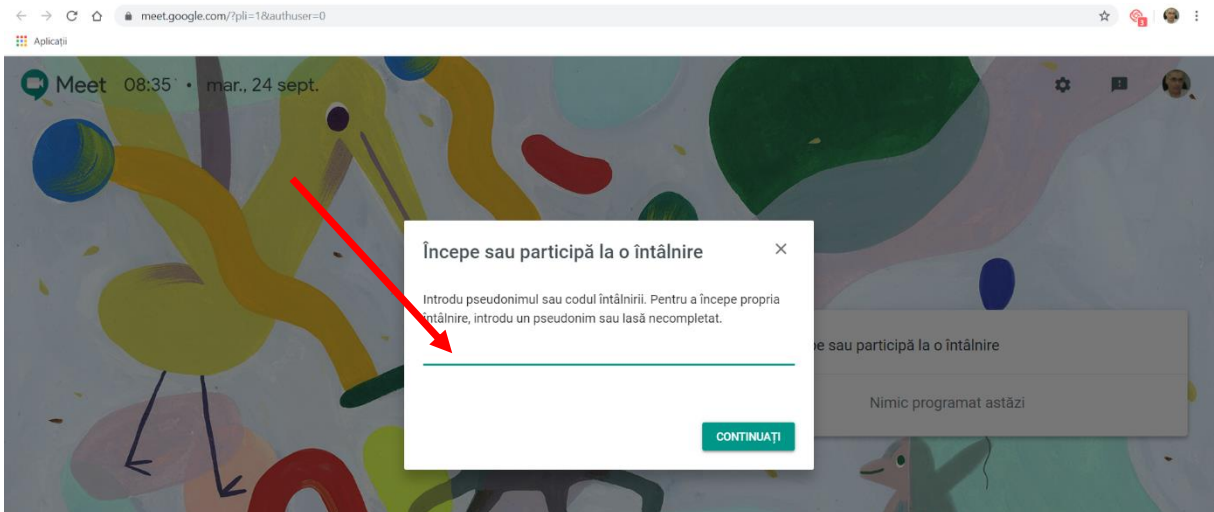 meet.google.com/?pli=1&authuser=0
Aplicații
Meet 08:35 • mar., 24 sept.
Începe sau participă la o întâlnire
Introdu pseudonimul sau codul întâlnirii. Pentru a începe propria
întâlnire, introdu un pseudonim sau lasă necompletat.
sau participă la o întâlnire
Nimic programat astăzi
CONTINUAȚI